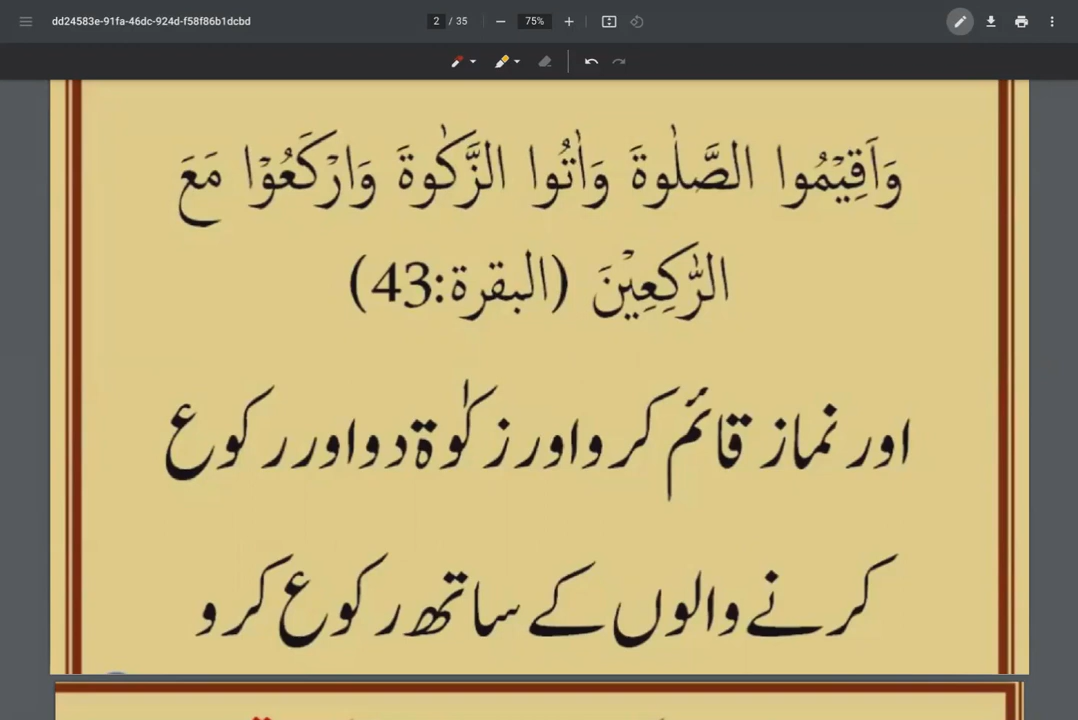 dd24583e-91fa-46dc-924d-f58f86b1dcbd
2 / 35
75%
وَاَقِيْمُوا الصَّلٰوةَ وَاٰتُوا الزَّكٰوةَ وَارْكَعُوْا مَعَ
الرّٰكِعِيْنَ (البقرة:43)
اور نماز قائم کرو اور زکوٰۃ دو اور رکوع
کرنے والوں کے ساتھ رکوع کرو